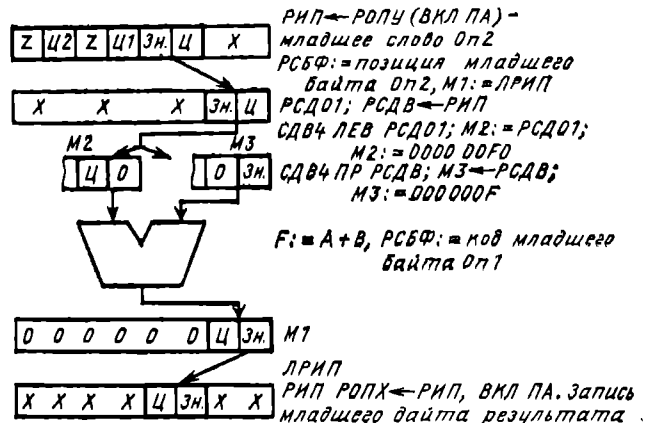 РИП←РОПУ (ВКЛ ПА) –
Z Ц2 Z Ц1 Зн. Ц X
младшее слово Оп2
РСБФ:=позиция младшего
байта Оп2, М1:=ЛРИП
X X X Зн. Ц
РСД01; РСДВ←РИП
СДВ4 ЛЕВ РСД01; М2:=РСД01;
М2 М3
М2:=0000 00F0
Ц 0 0 Зн.
СДВ4 ПР РСДВ; М3←РСДВ;
М3:=000000F
F:=A+B, РСБФ:=код младшего
байта Оп1
0 0 0 0 0 0 Ц Зн. М1
ЛРИП
РИП РОПХ←РИП, ВКЛ ПА. Запись
X X X X Ц Зн. X X
младшего дайта результата.